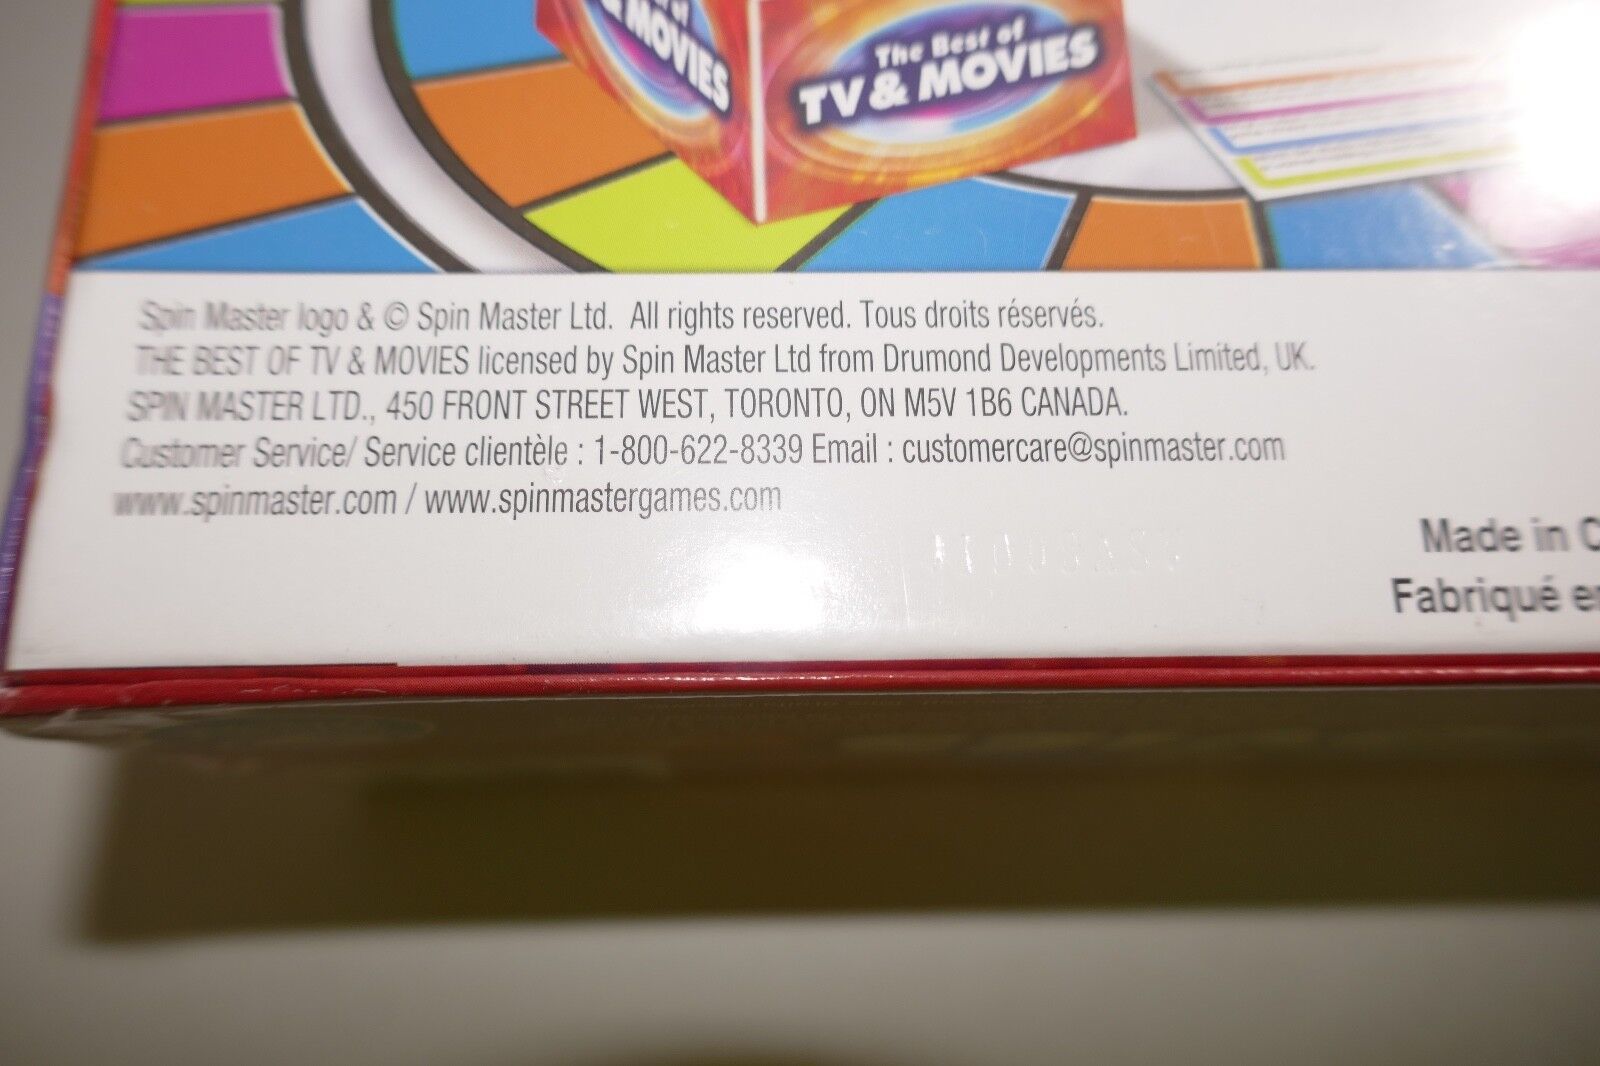 The Best of
& MOVIES
TV & MOVIES
Spin Master logo & © Spin Master Ltd. All rights reserved. Tous droits réservés.
THE BEST OF TV & MOVIES licensed by Spin Master Ltd from Drumond Developments Limited, UK.
SPIN MASTER LTD., 450 FRONT STREET WEST, TORONTO, ON M5V 1B6 CANADA.
Customer Service/ Service clientèle : 1-800-622-8339 Email : customercare@spinmaster.com
www.spinmaster.com / www.spinmastergames.com
Made in
Fabriqué